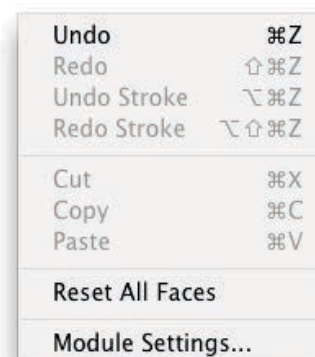 Undo ⌘Z
Redo ⇧⌘Z
Undo Stroke ⌥⌘Z
Redo Stroke ⌥⇧⌘Z
Cut ⌘X
Copy ⌘C
Paste ⌘V
Reset All Faces
Module Settings...